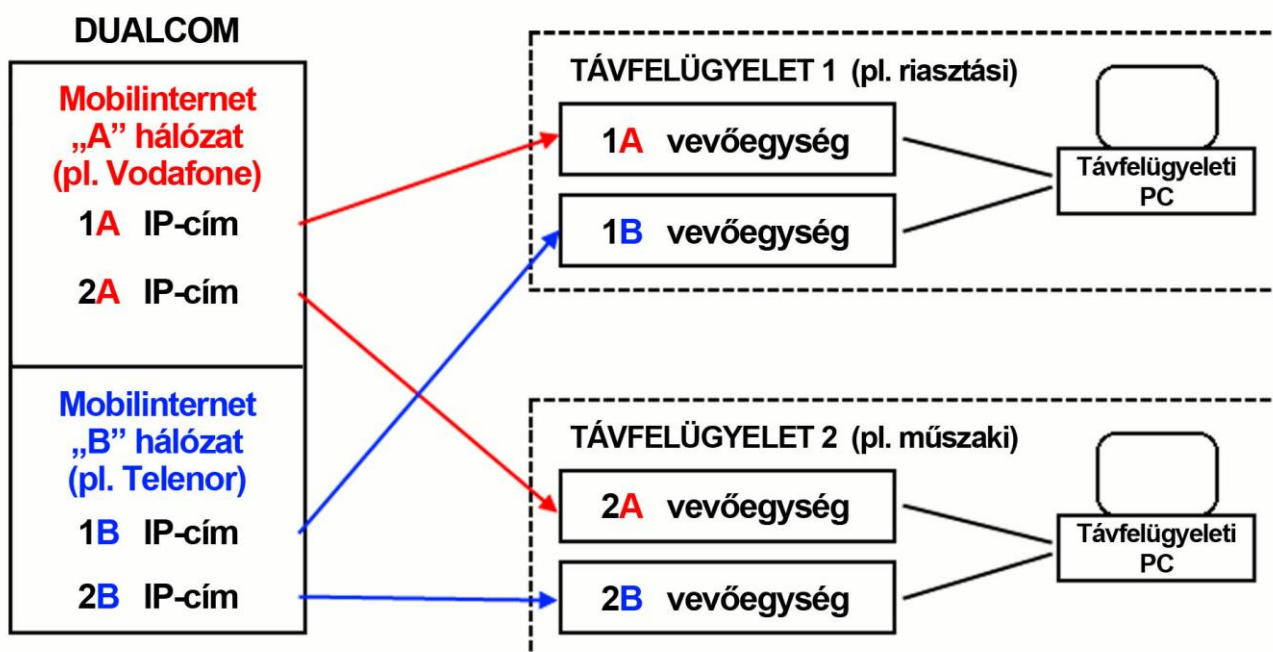 DUALCOM
Mobilinternet
„A” hálózat
(pl. Vodafone)
1A IP-cím
2A IP-cím
Mobilinternet
„B” hálózat
(pl. Telenor)
1B IP-cím
2B IP-cím
TÁVFELÜGYELET 1 (pl. riasztási)
1A vevőegység
1B vevőegység
Távfelügyeleti
PC
TÁVFELÜGYELET 2 (pl. műszaki)
2A vevőegység
2B vevőegység
Távfelügyeleti
PC